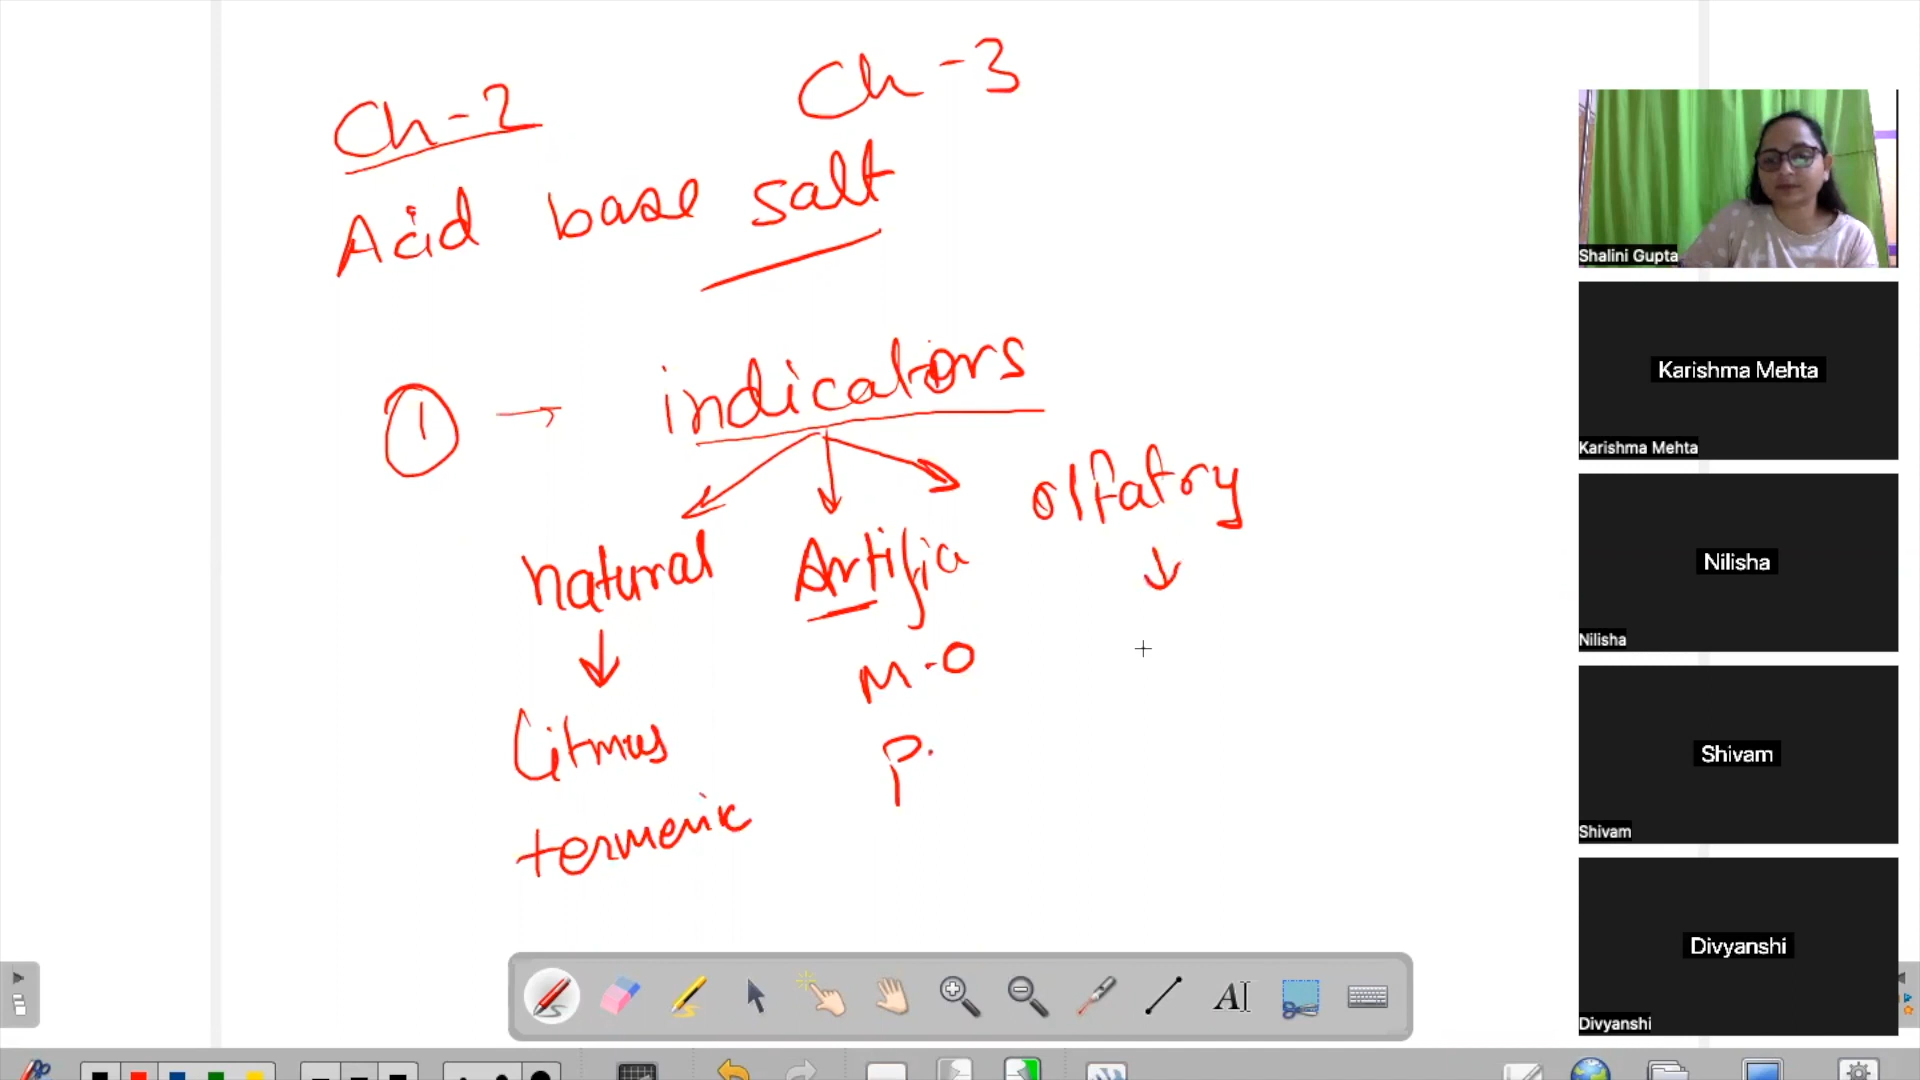 Ch-2
Ch-3
Acid base salt
1 → indicators
natural
Artificia
olfatory
Litmus
termeric
M-O
P.
Shalini Gupta
Karishma Mehta
Karishma Mehta
Nilisha
Nilisha
Shivam
Shivam
Divyanshi
Divyanshi